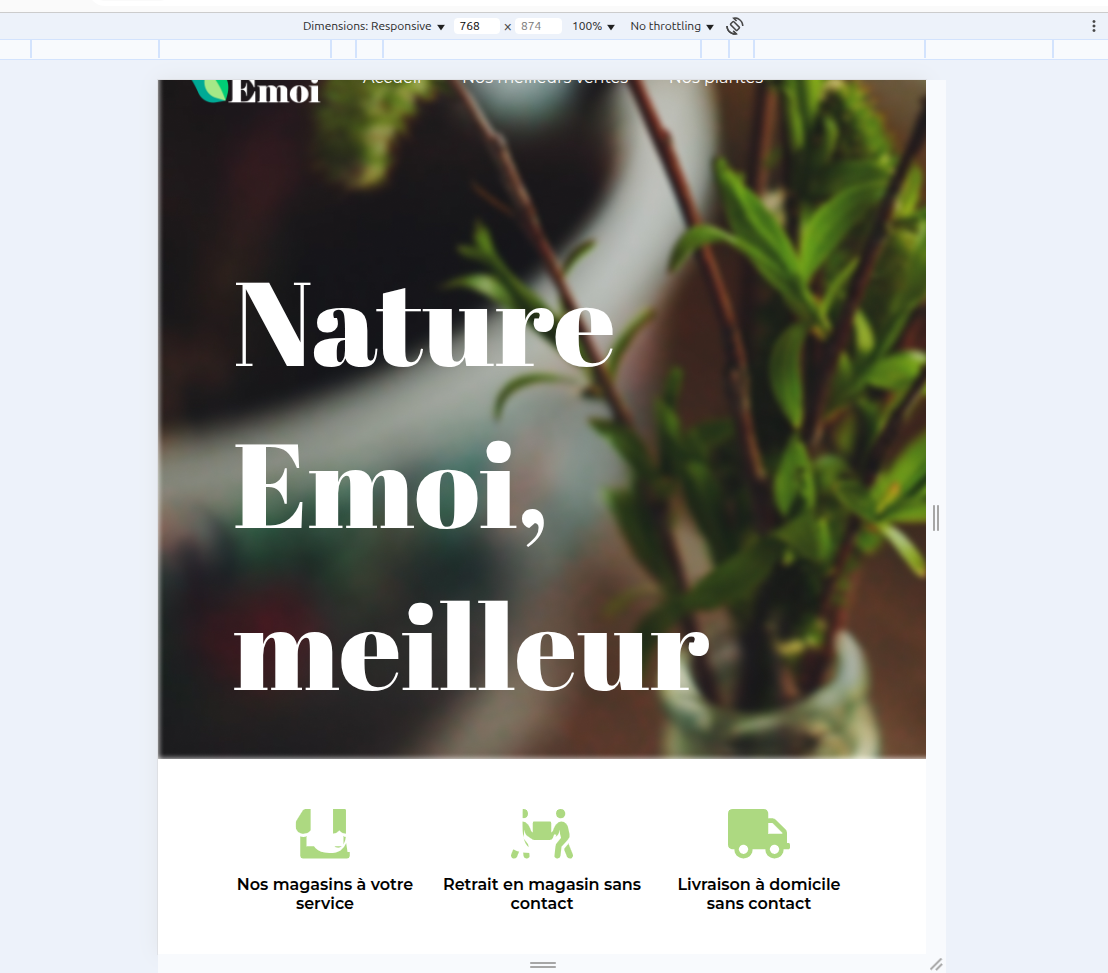 Dimensions: Responsive 768 x 874 100% No throttling
Emoi Accueil Nos meilleurs ventes Nos plantes
Nature
Emoi,
meilleur
Nos magasins à votre
service
Retrait en magasin sans
contact
Livraison à domicile
sans contact